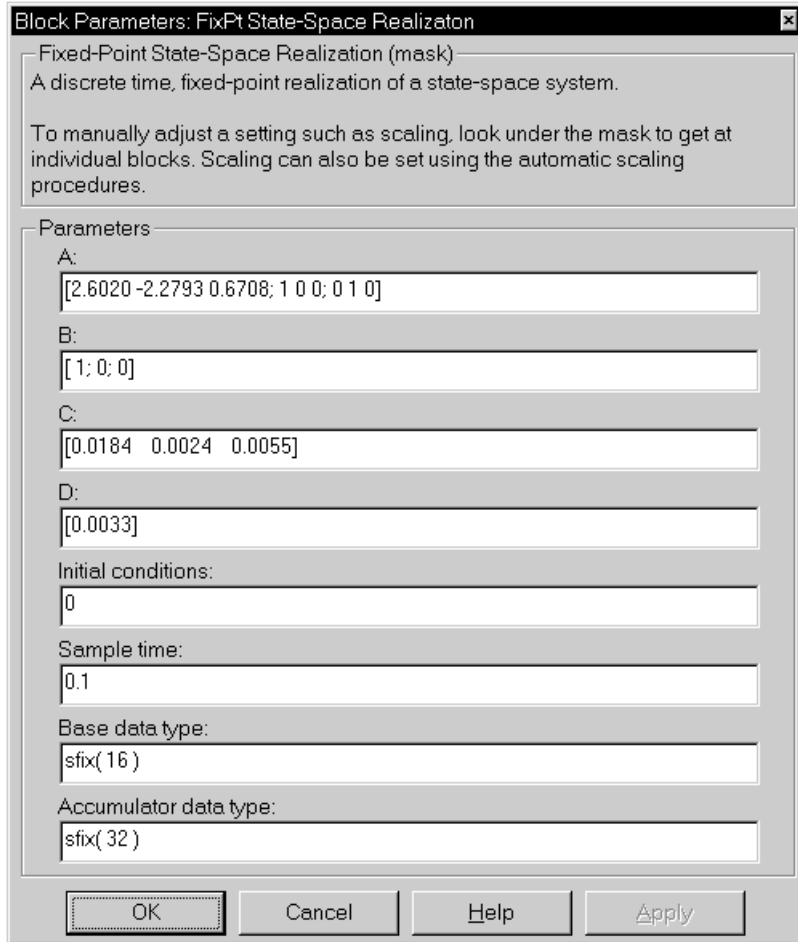 Block Parameters: FixPt State-Space Realizaton
Fixed-Point State-Space Realization (mask)
A discrete time, fixed-point realization of a state-space system.
To manually adjust a setting such as scaling, look under the mask to get at
individual blocks. Scaling can also be set using the automatic scaling
procedures.
Parameters
A:
[2.6020 -2.2793 0.6708; 1 0 0; 0 1 0]
B:
[ 1; 0; 0]
C:
[0.0184 0.0024 0.0055]
D:
[0.0033]
Initial conditions:
0
Sample time:
0.1
Base data type:
sfix( 16 )
Accumulator data type:
sfix( 32 )
OK Cancel Help Apply